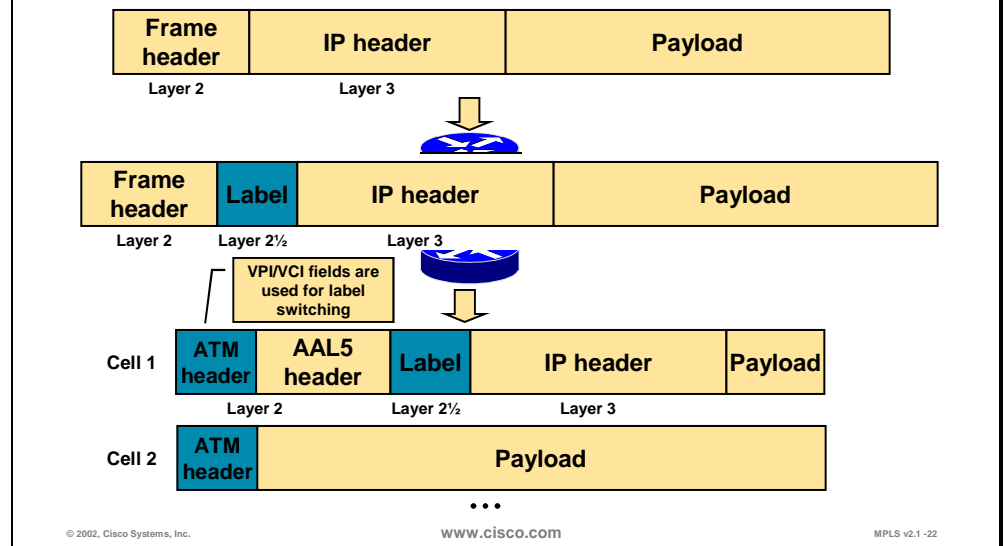 Frame header
IP header
Payload
Layer 2
Layer 3
Frame header
Label
IP header
Payload
Layer 2
Layer 2½
Layer 3
VPI/VCI fields are
used for label
switching
Cell 1
ATM header
AAL5 header
Label
IP header
Payload
Layer 2
Layer 2½
Layer 3
Cell 2
ATM header
Payload
...
© 2002, Cisco Systems, Inc.
www.cisco.com
MPLS v2.1 -22